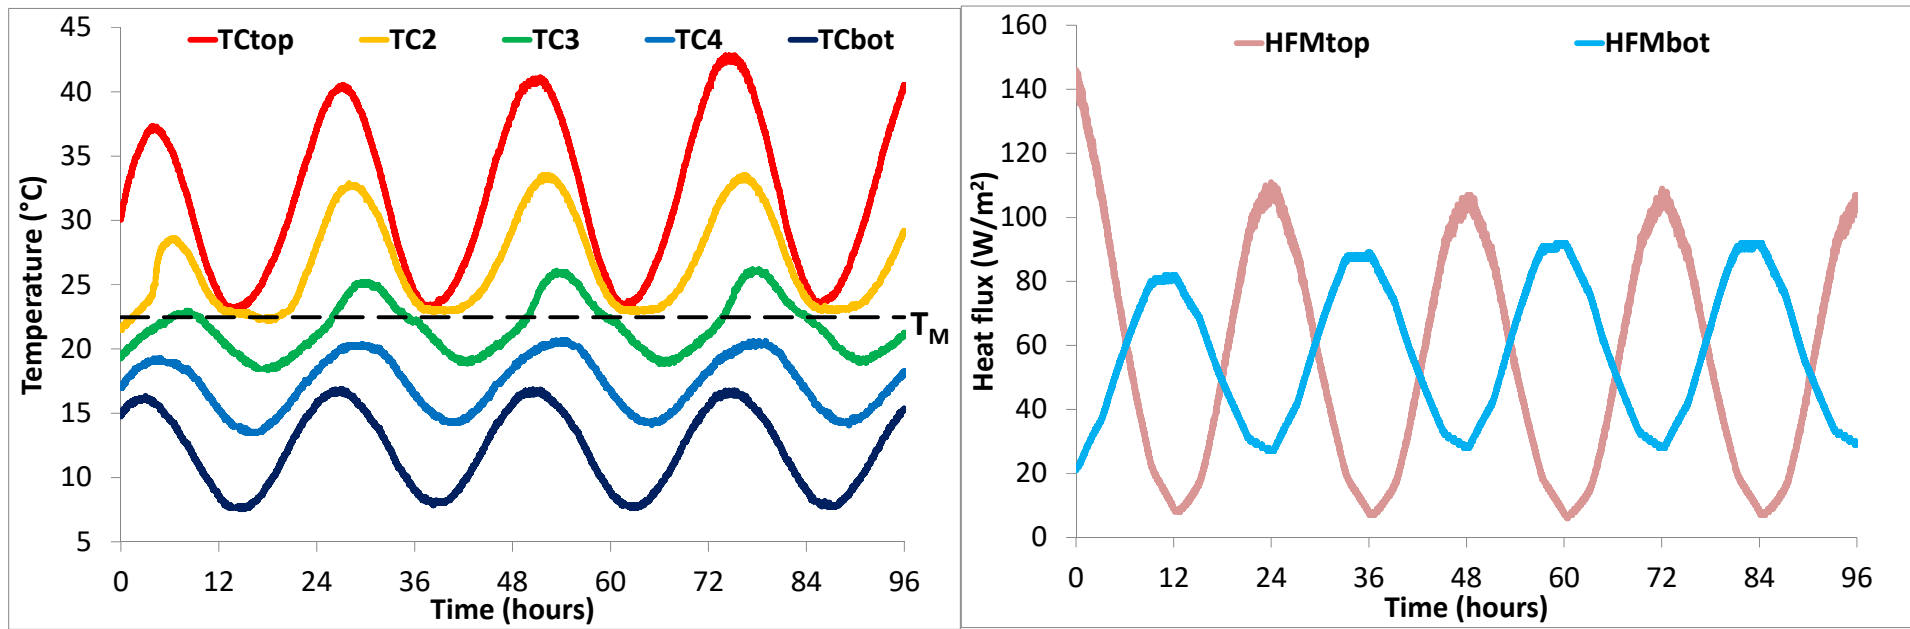 TCtop TC2 TC3 TC4 TCbot
45
40
35
30
25
20
15
10
5
Temperature (°C)
T_M
0 12 24 36 48 60 72 84 96
Time (hours)
HFMtop HFMbot
160
140
120
100
80
60
40
20
0
Heat flux (W/m²)
0 12 24 36 48 60 72 84 96
Time (hours)